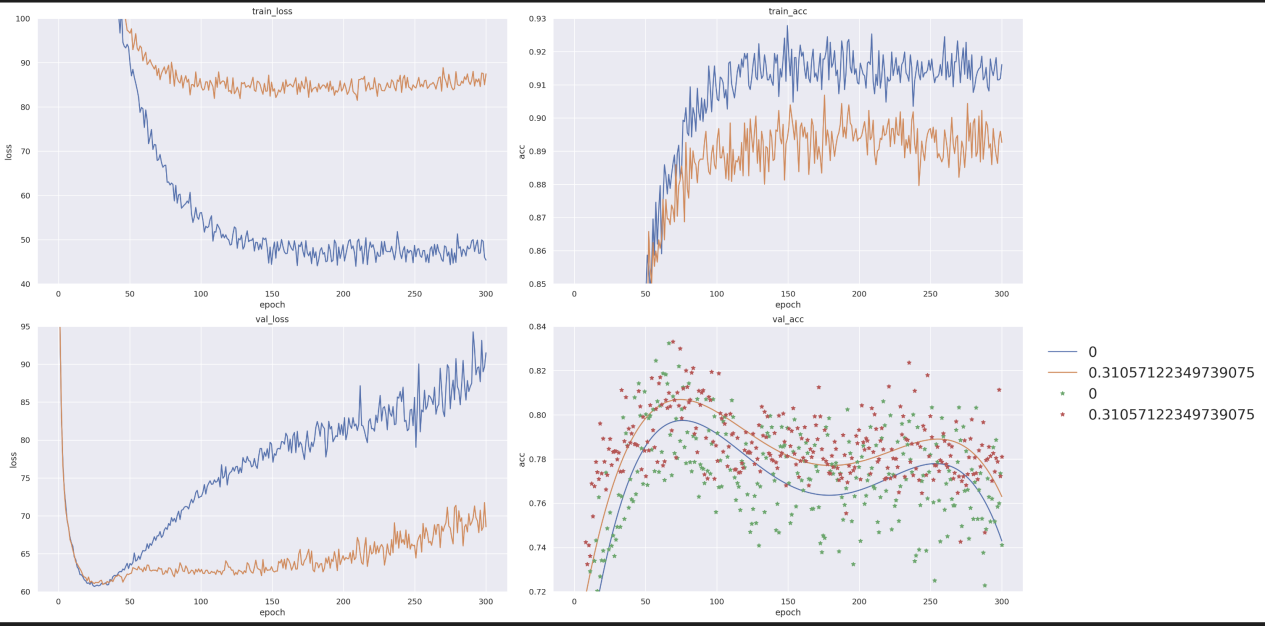 train_loss
100
90
80
70
60
50
40
loss
0 50 100 150 200 250 300
epoch
train_acc
0.93
0.92
0.91
0.90
0.89
0.88
0.87
0.86
0.85
acc
0 50 100 150 200 250 300
epoch
val_loss
95
90
85
80
75
70
65
60
loss
0 50 100 150 200 250 300
epoch
val_acc
0.84
0.82
0.80
0.78
0.76
0.74
0.72
acc
0 50 100 150 200 250 300
epoch
0
0.31057122349739075
0
0.31057122349739075